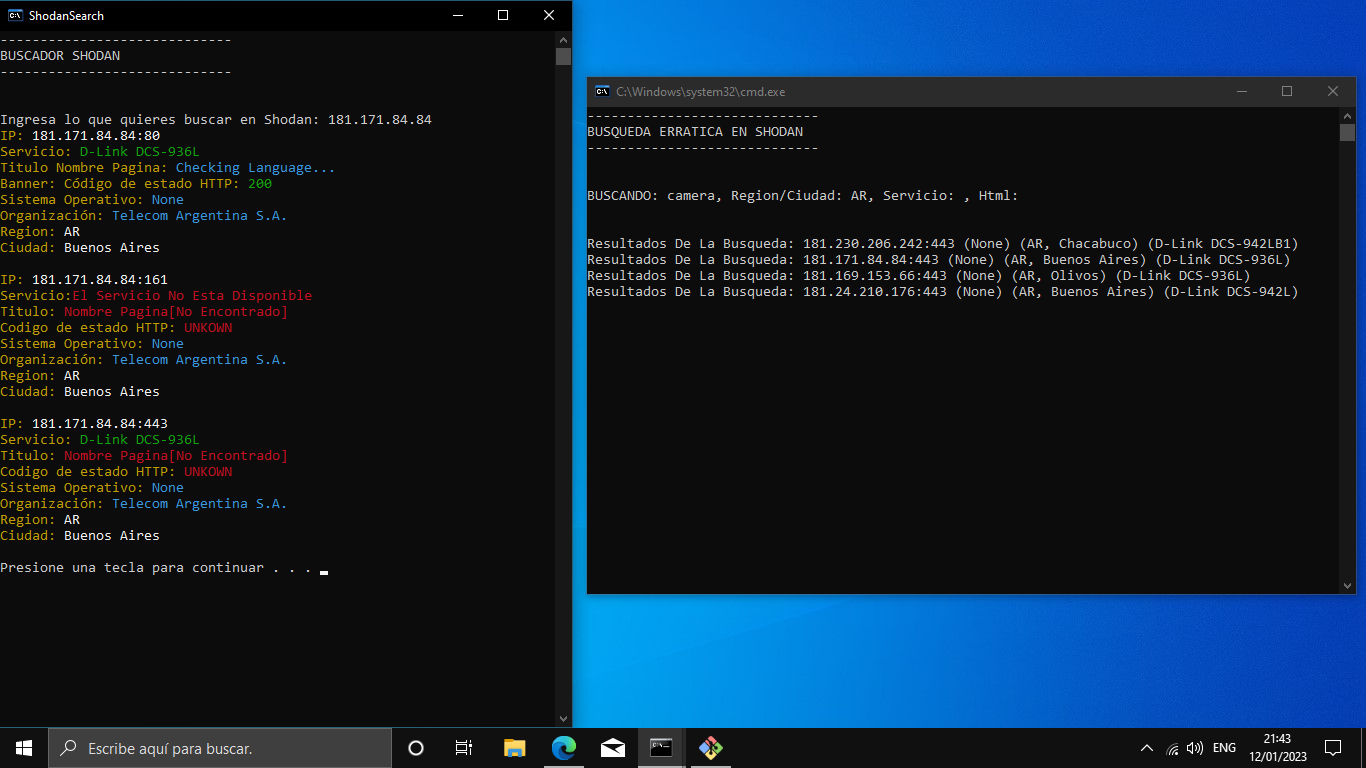 ShodanSearch
-----------------------------
BUSCADOR SHODAN
-----------------------------
Ingresa lo que quieres buscar en Shodan: 181.171.84.84
IP: 181.171.84.84:80
Servicio: D-Link DCS-936L
Titulo Nombre Pagina: Checking Language...
Banner: Código de estado HTTP: 200
Sistema Operativo: None
Organización: Telecom Argentina S.A.
Region: AR
Ciudad: Buenos Aires
IP: 181.171.84.84:161
Servicio:El Servicio No Esta Disponible
Titulo: Nombre Pagina[No Encontrado]
Codigo de estado HTTP: UNKOWN
Sistema Operativo: None
Organización: Telecom Argentina S.A.
Region: AR
Ciudad: Buenos Aires
IP: 181.171.84.84:443
Servicio: D-Link DCS-936L
Titulo: Nombre Pagina[No Encontrado]
Codigo de estado HTTP: UNKOWN
Sistema Operativo: None
Organización: Telecom Argentina S.A.
Region: AR
Ciudad: Buenos Aires
Presione una tecla para continuar . . .
C:\Windows\system32\cmd.exe
-----------------------------
BUSQUEDA ERRATICA EN SHODAN
-----------------------------
BUSCANDO: camera, Region/Ciudad: AR, Servicio: , Html:
Resultados De La Busqueda: 181.230.206.242:443 (None) (AR, Chacabuco) (D-Link DCS-942LB1)
Resultados De La Busqueda: 181.171.84.84:443 (None) (AR, Buenos Aires) (D-Link DCS-936L)
Resultados De La Busqueda: 181.169.153.66:443 (None) (AR, Olivos) (D-Link DCS-936L)
Resultados De La Busqueda: 181.24.210.176:443 (None) (AR, Buenos Aires) (D-Link DCS-942L)
Escribe aquí para buscar.
ENG
21:43
12/01/2023